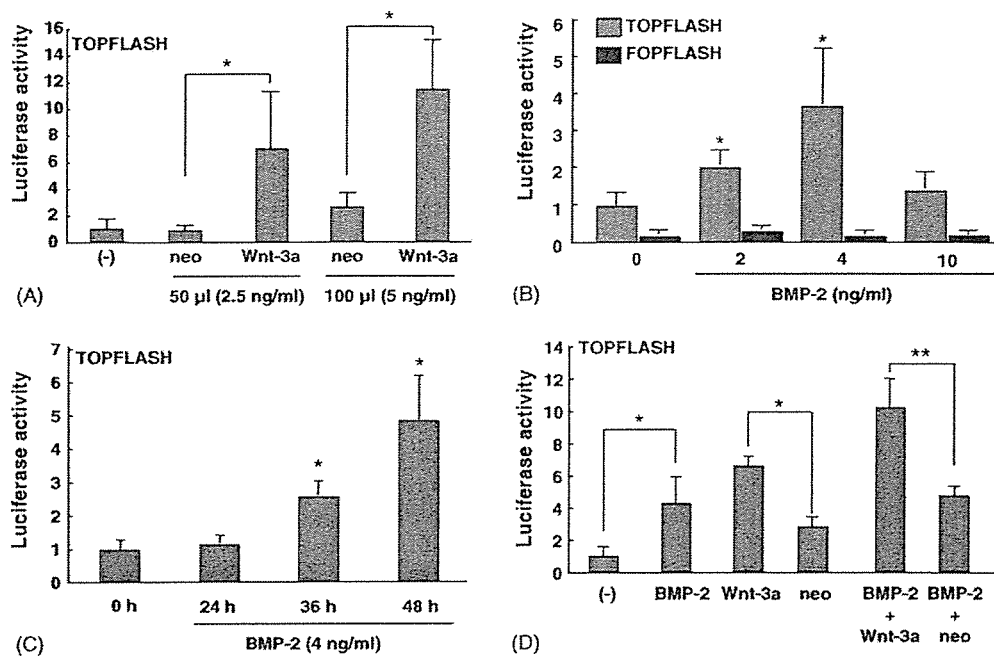 TOPFLASH
Luciferase activity
16
14
12
10
8
6
4
2
0
*
*
(-) neo Wnt-3a neo Wnt-3a
50 µl (2.5 ng/ml) 100 µl (5 ng/ml)
(A)
TOPFLASH
FOPFLASH
Luciferase activity
6
5
4
3
2
1
0
*
*
0 2 4 10
BMP-2 (ng/ml)
(B)
TOPFLASH
Luciferase activity
7
6
5
4
3
2
1
0
*
*
0 h 24 h 36 h 48 h
BMP-2 (4 ng/ml)
(C)
TOPFLASH
Luciferase activity
14
12
10
8
6
4
2
0
*
*
**
(-) BMP-2 Wnt-3a neo BMP-2 BMP-2
+ +
Wnt-3a neo
(D)